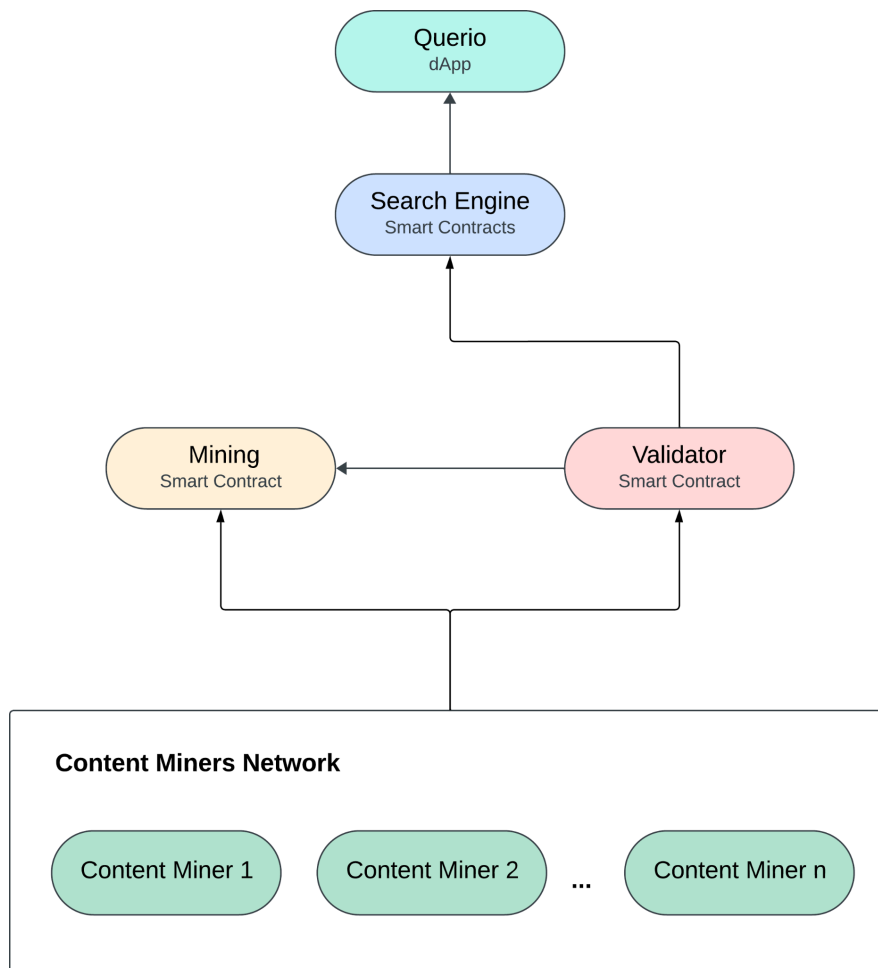 Querio
dApp
Search Engine
Smart Contracts
Mining
Smart Contract
Validator
Smart Contract
Content Miners Network
Content Miner 1
Content Miner 2
...
Content Miner n